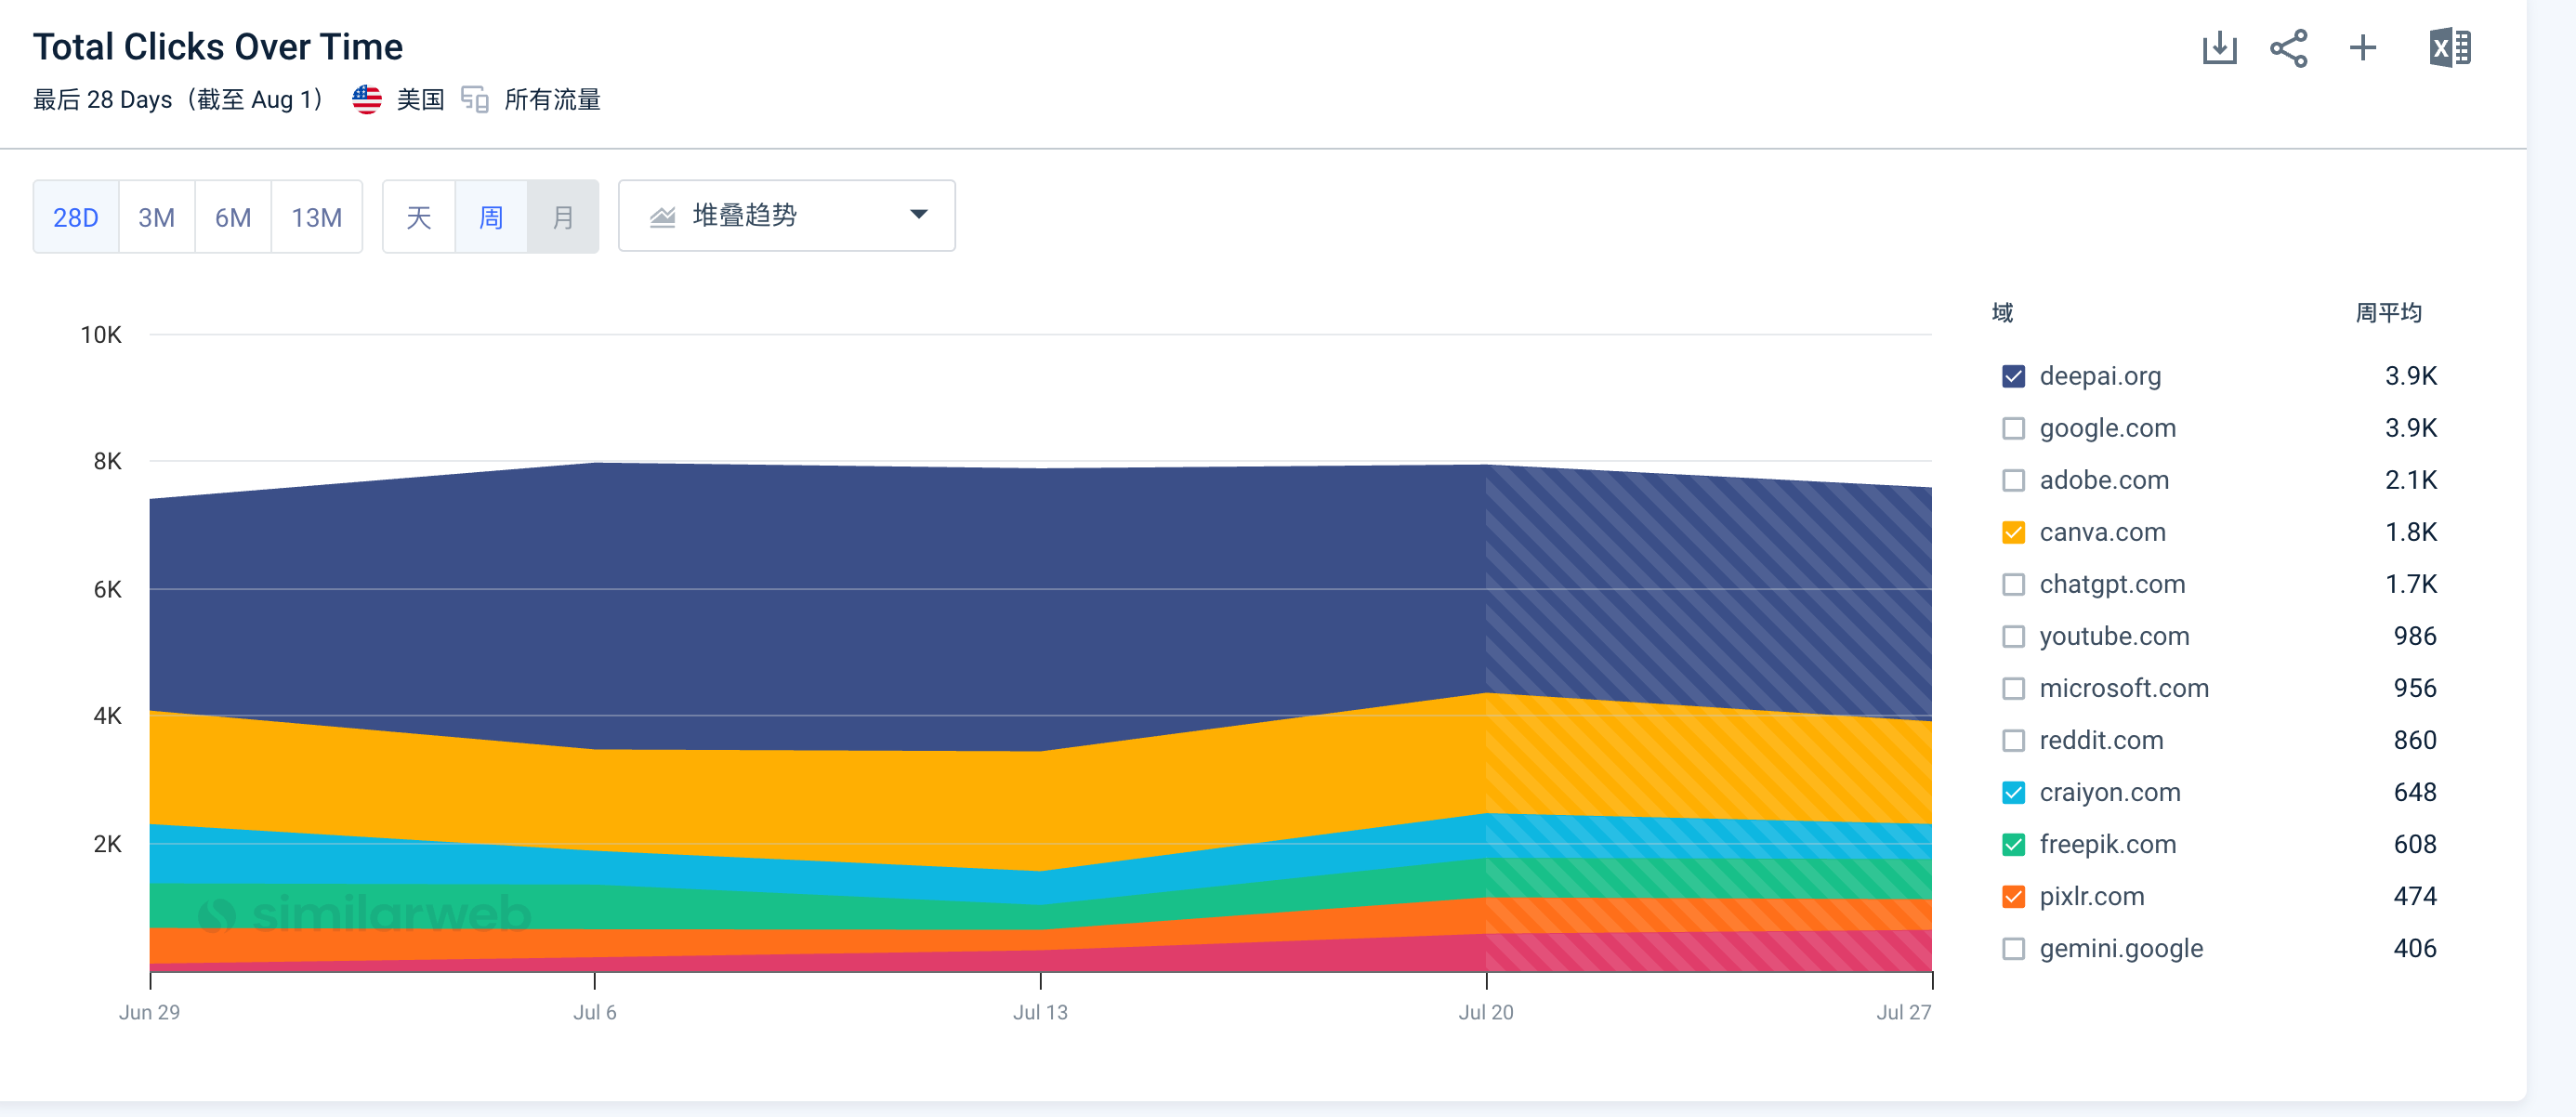 Total Clicks Over Time
最后 28 Days（截至 Aug 1） 美国 所有流量
28D 3M 6M 13M 天 周 月 堆叠趋势
域 周平均
10K
8K
6K
4K
2K
deepai.org 3.9K
google.com 3.9K
adobe.com 2.1K
canva.com 1.8K
chatgpt.com 1.7K
youtube.com 986
microsoft.com 956
reddit.com 860
craiyon.com 648
freepik.com 608
pixlr.com 474
gemini.google 406
similarweb
Jun 29 Jul 6 Jul 13 Jul 20 Jul 27